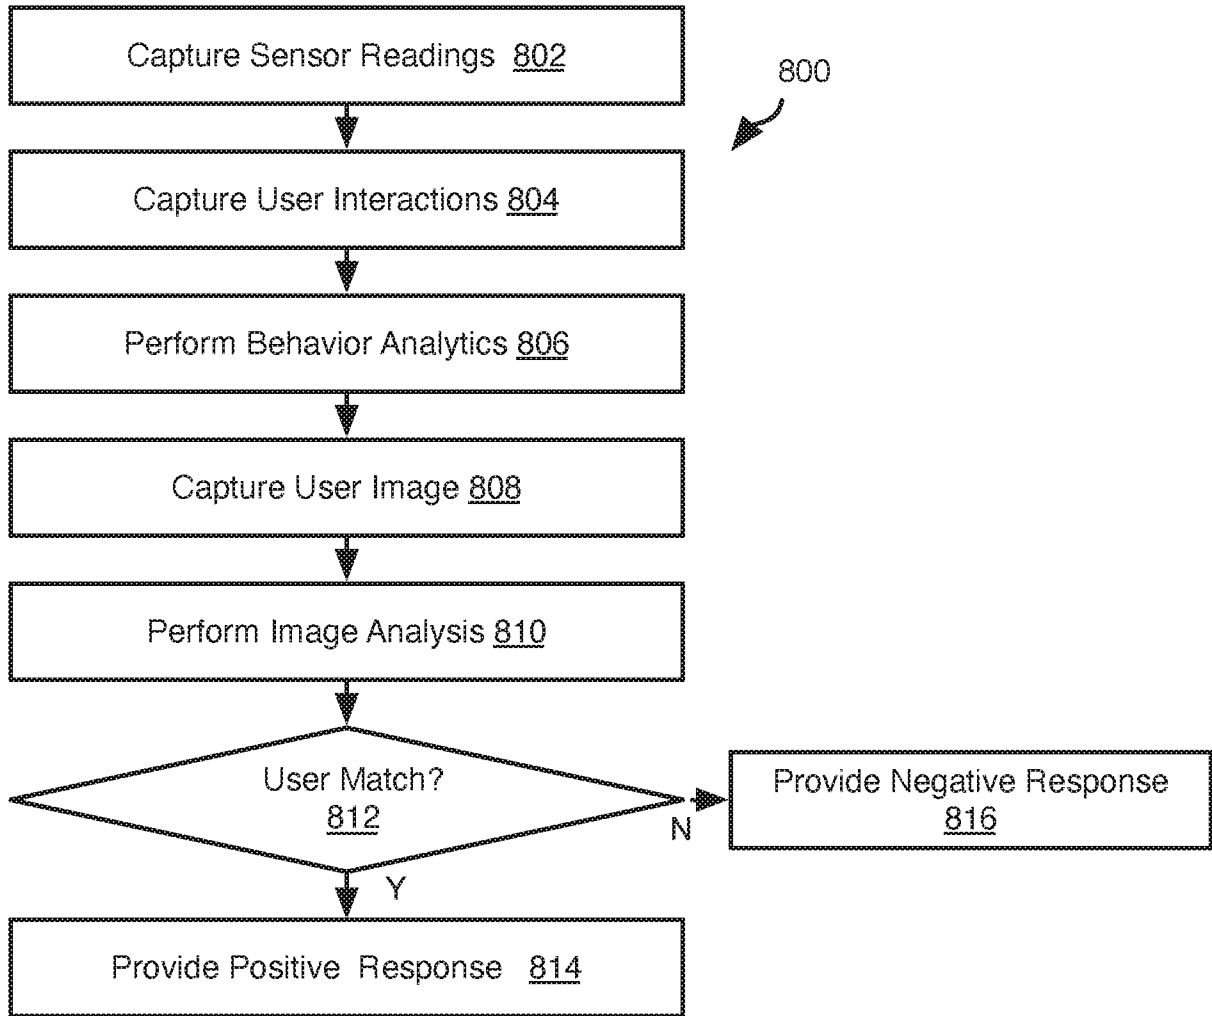 Capture Sensor Readings 802
800
Capture User Interactions 804
Perform Behavior Analytics 806
Capture User Image 808
Perform Image Analysis 810
User Match?
812
N
Provide Negative Response
816
Y
Provide Positive Response 814